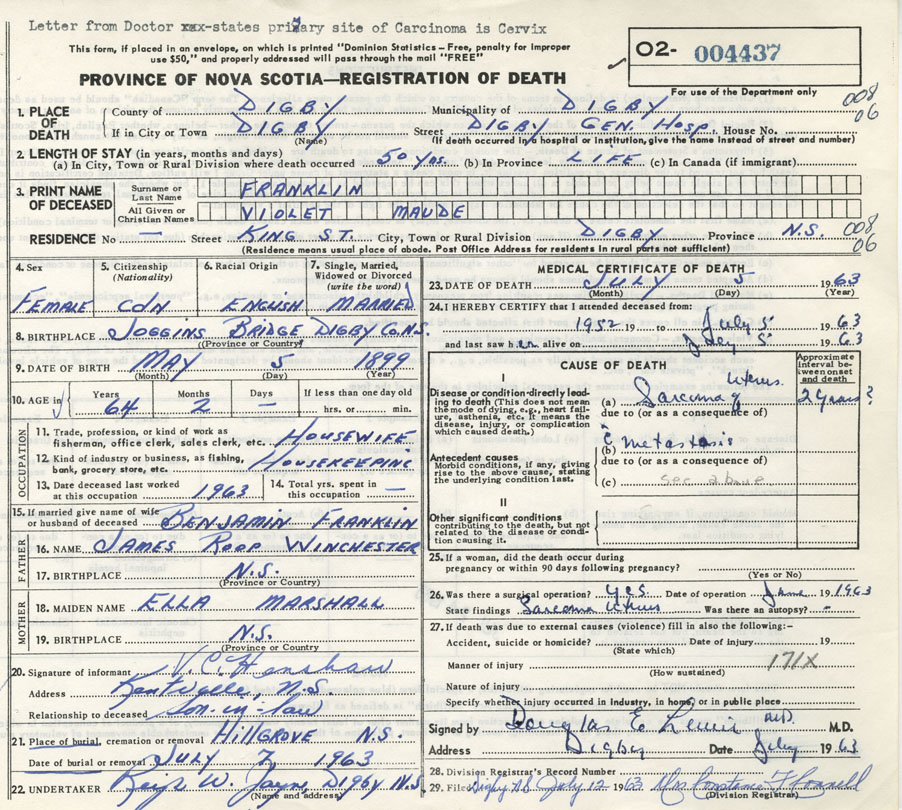 Letter from Doctor xxx-states primary site of Carcinoma is Cervix
This form, if placed in an envelope, on which is printed "Dominion Statistics - Free, penalty for improper
use $50," and properly addressed will pass through the mail "FREE"
PROVINCE OF NOVA SCOTIA—REGISTRATION OF DEATH
02- 004437
For use of the Department only
008
06
1. PLACE OF DEATH
County of DIGBY Municipality of DIGBY
If in City or Town DIGBY Street DIGBY GEN. HOSP. House No.
(Name) (If death occurred in a hospital or institution, give the name instead of street and number)
2. LENGTH OF STAY (in years, months and days)
(a) In City, Town or Rural Division where death occurred 50 yrs. (b) In Province LIFE (c) In Canada (if immigrant)
3. PRINT NAME OF DECEASED
Surname or Last Name FRANKLIN
All Given or Christian Names VIOLET MAUDE
RESIDENCE No — Street KING ST. City, Town or Rural Division DIGBY Province N.S.
(Residence means usual place of abode. Post Office Address for residents in rural parts not sufficient)
008
06
4. Sex FEMALE
5. Citizenship (Nationality) CDN
6. Racial Origin ENGLISH
7. Single, Married, Widowed or Divorced (write the word) MARRIED
8. BIRTHPLACE JOGGINS BRIDGE DIGBY CO. N.S.
(Province or Country)
9. DATE OF BIRTH MAY 5 1899
(Month) (Day) (Year)
10. AGE in Years Months Days If less than one day old
64 2 — hrs. or min.
OCCUPATION
11. Trade, profession, or kind of work as fisherman, office clerk, sales clerk, etc. HOUSEWIFE
12. Kind of industry or business, as fishing, bank, grocery store, etc. HOUSEKEEPING
13. Date deceased last worked at this occupation 1963
14. Total yrs. spent in this occupation —
15. If married give name of wife or husband of deceased BENJAMIN FRANKLIN
FATHER
16. NAME JAMES ROOP WINCHESTER
17. BIRTHPLACE N.S.
(Province or Country)
MOTHER
18. MAIDEN NAME ELLA MARSHALL
19. BIRTHPLACE N.S.
(Province or Country)
20. Signature of informant V. C. Henshaw
Address Kentville, N.S.
Relationship to deceased Son-in-law
21. Place of burial, cremation or removal HILLGROVE N.S.
Date of burial or removal JULY 7 1963
22. UNDERTAKER W. Jayne, DIGBY N.S.
(Name and address)
MEDICAL CERTIFICATE OF DEATH
23. DATE OF DEATH JULY 5 1963
(Month) (Day) (Year)
24. I HEREBY CERTIFY that I attended deceased from:
1952 19 to July 5 1963
and last saw her alive on July 5 1963
CAUSE OF DEATH
Approximate interval between onset and death
I
Disease or condition directly leading to death (This does not mean the mode of dying, e.g., heart failure, asthenia, etc. It means the disease, injury, or complication which caused death.)
(a) Sarcoma of Uterus. 2 years?
due to (or as a consequence of)
Antecedent causes
Morbid conditions, if any, giving rise to the above cause, stating the underlying condition last.
(b) c̄ metastasis
due to (or as a consequence of)
(c) see above
II
Other significant conditions
contributing to the death, but not related to the disease or condition causing it.
25. If a woman, did the death occur during
pregnancy or within 90 days following pregnancy?
(Yes or No)
26. Was there a surgical operation? yes. Date of operation June 1963
State findings Sarcoma uterus Was there an autopsy? -
27. If death was due to external causes (violence) fill in also the following:-
Accident, suicide or homicide? Date of injury 19
(State which)
Manner of injury 171X
(How sustained)
Nature of injury
Specify whether injury occurred in industry, in home or in public place
Signed by Douglas E Lewis M.D. M.D.
Address Digby Date July 1963
28. Division Registrar's Record Number
29. Filed Digby N.S. July 12 1963 Mrs Constance F
(Division Registrar)